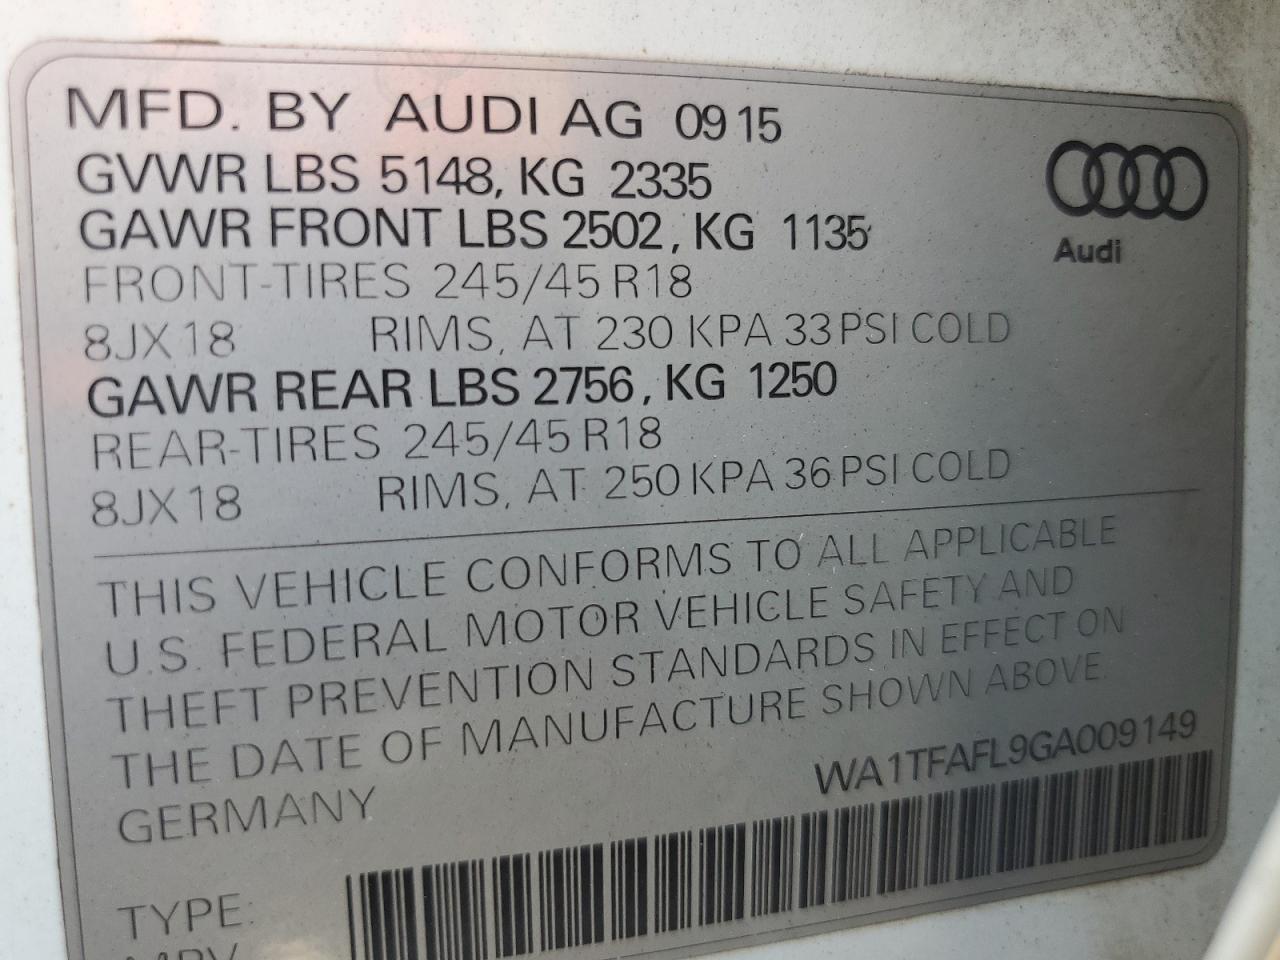 MFD. BY AUDI AG 09 15
GVWR LBS 5148, KG 2335
GAWR FRONT LBS 2502, KG 1135
FRONT-TIRES 245/45 R18
8JX18 RIMS, AT 230 KPA 33 PSI COLD
GAWR REAR LBS 2756, KG 1250
REAR-TIRES 245/45 R18
8JX18 RIMS, AT 250 KPA 36 PSI COLD
Audi
THIS VEHICLE CONFORMS TO ALL APPLICABLE
U.S. FEDERAL MOTOR VEHICLE SAFETY AND
THEFT PREVENTION STANDARDS IN EFFECT ON
THE DATE OF MANUFACTURE SHOWN ABOVE.
GERMANY
WA1TFAFL9GA009149
TYPE: